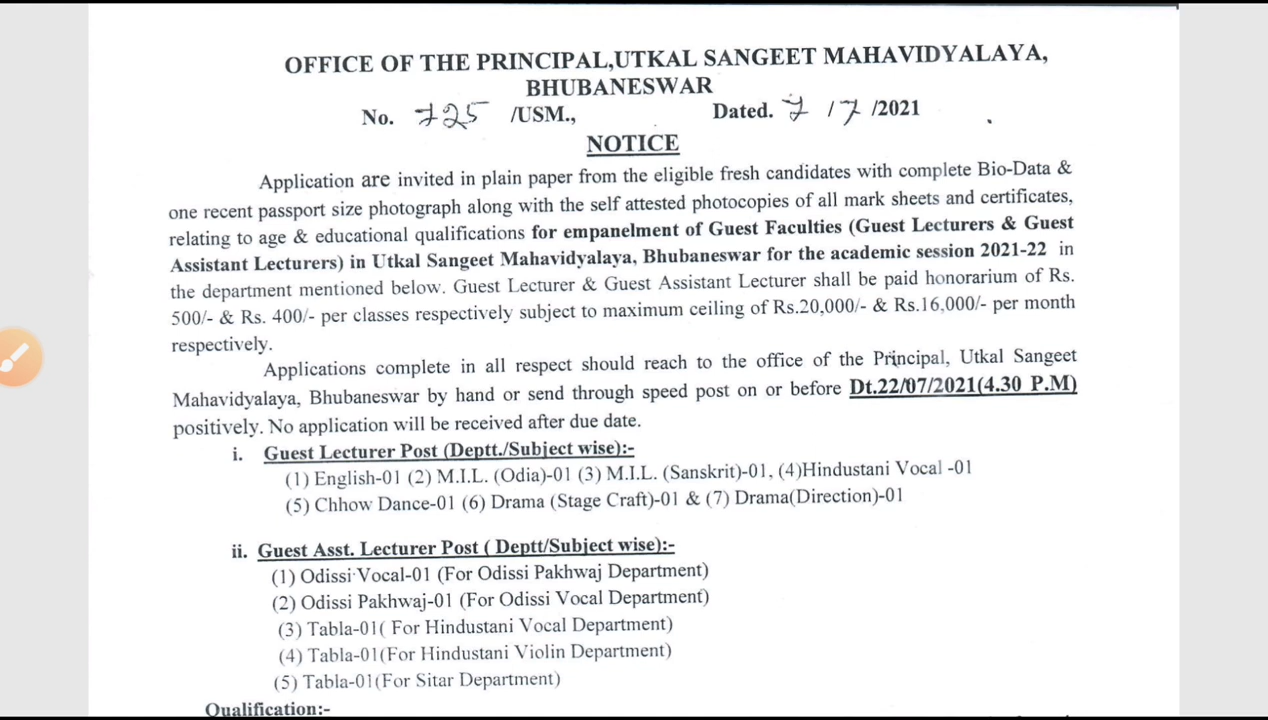 OFFICE OF THE PRINCIPAL,UTKAL SANGEET MAHAVIDYALAYA,
BHUBANESWAR
No. 725 /USM., Dated. 7 /7 /2021
NOTICE
Application are invited in plain paper from the eligible fresh candidates with complete Bio-Data &
one recent passport size photograph along with the self attested photocopies of all mark sheets and certificates,
relating to age & educational qualifications for empanelment of Guest Faculties (Guest Lecturers & Guest
Assistant Lecturers) in Utkal Sangeet Mahavidyalaya, Bhubaneswar for the academic session 2021-22 in
the department mentioned below. Guest Lecturer & Guest Assistant Lecturer shall be paid honorarium of Rs.
500/- & Rs. 400/- per classes respectively subject to maximum ceiling of Rs.20,000/- & Rs.16,000/- per month
respectively.
Applications complete in all respect should reach to the office of the Principal, Utkal Sangeet
Mahavidyalaya, Bhubaneswar by hand or send through speed post on or before Dt.22/07/2021(4.30 P.M)
positively. No application will be received after due date.
i. Guest Lecturer Post (Deptt./Subject wise):-
(1) English-01 (2) M.I.L. (Odia)-01 (3) M.I.L. (Sanskrit)-01, (4)Hindustani Vocal -01
(5) Chhow Dance-01 (6) Drama (Stage Craft)-01 & (7) Drama(Direction)-01
ii. Guest Asst. Lecturer Post ( Deptt/Subject wise):-
(1) Odissi Vocal-01 (For Odissi Pakhwaj Department)
(2) Odissi Pakhwaj-01 (For Odissi Vocal Department)
(3) Tabla-01( For Hindustani Vocal Department)
(4) Tabla-01(For Hindustani Violin Department)
(5) Tabla-01(For Sitar Department)
Qualification:-